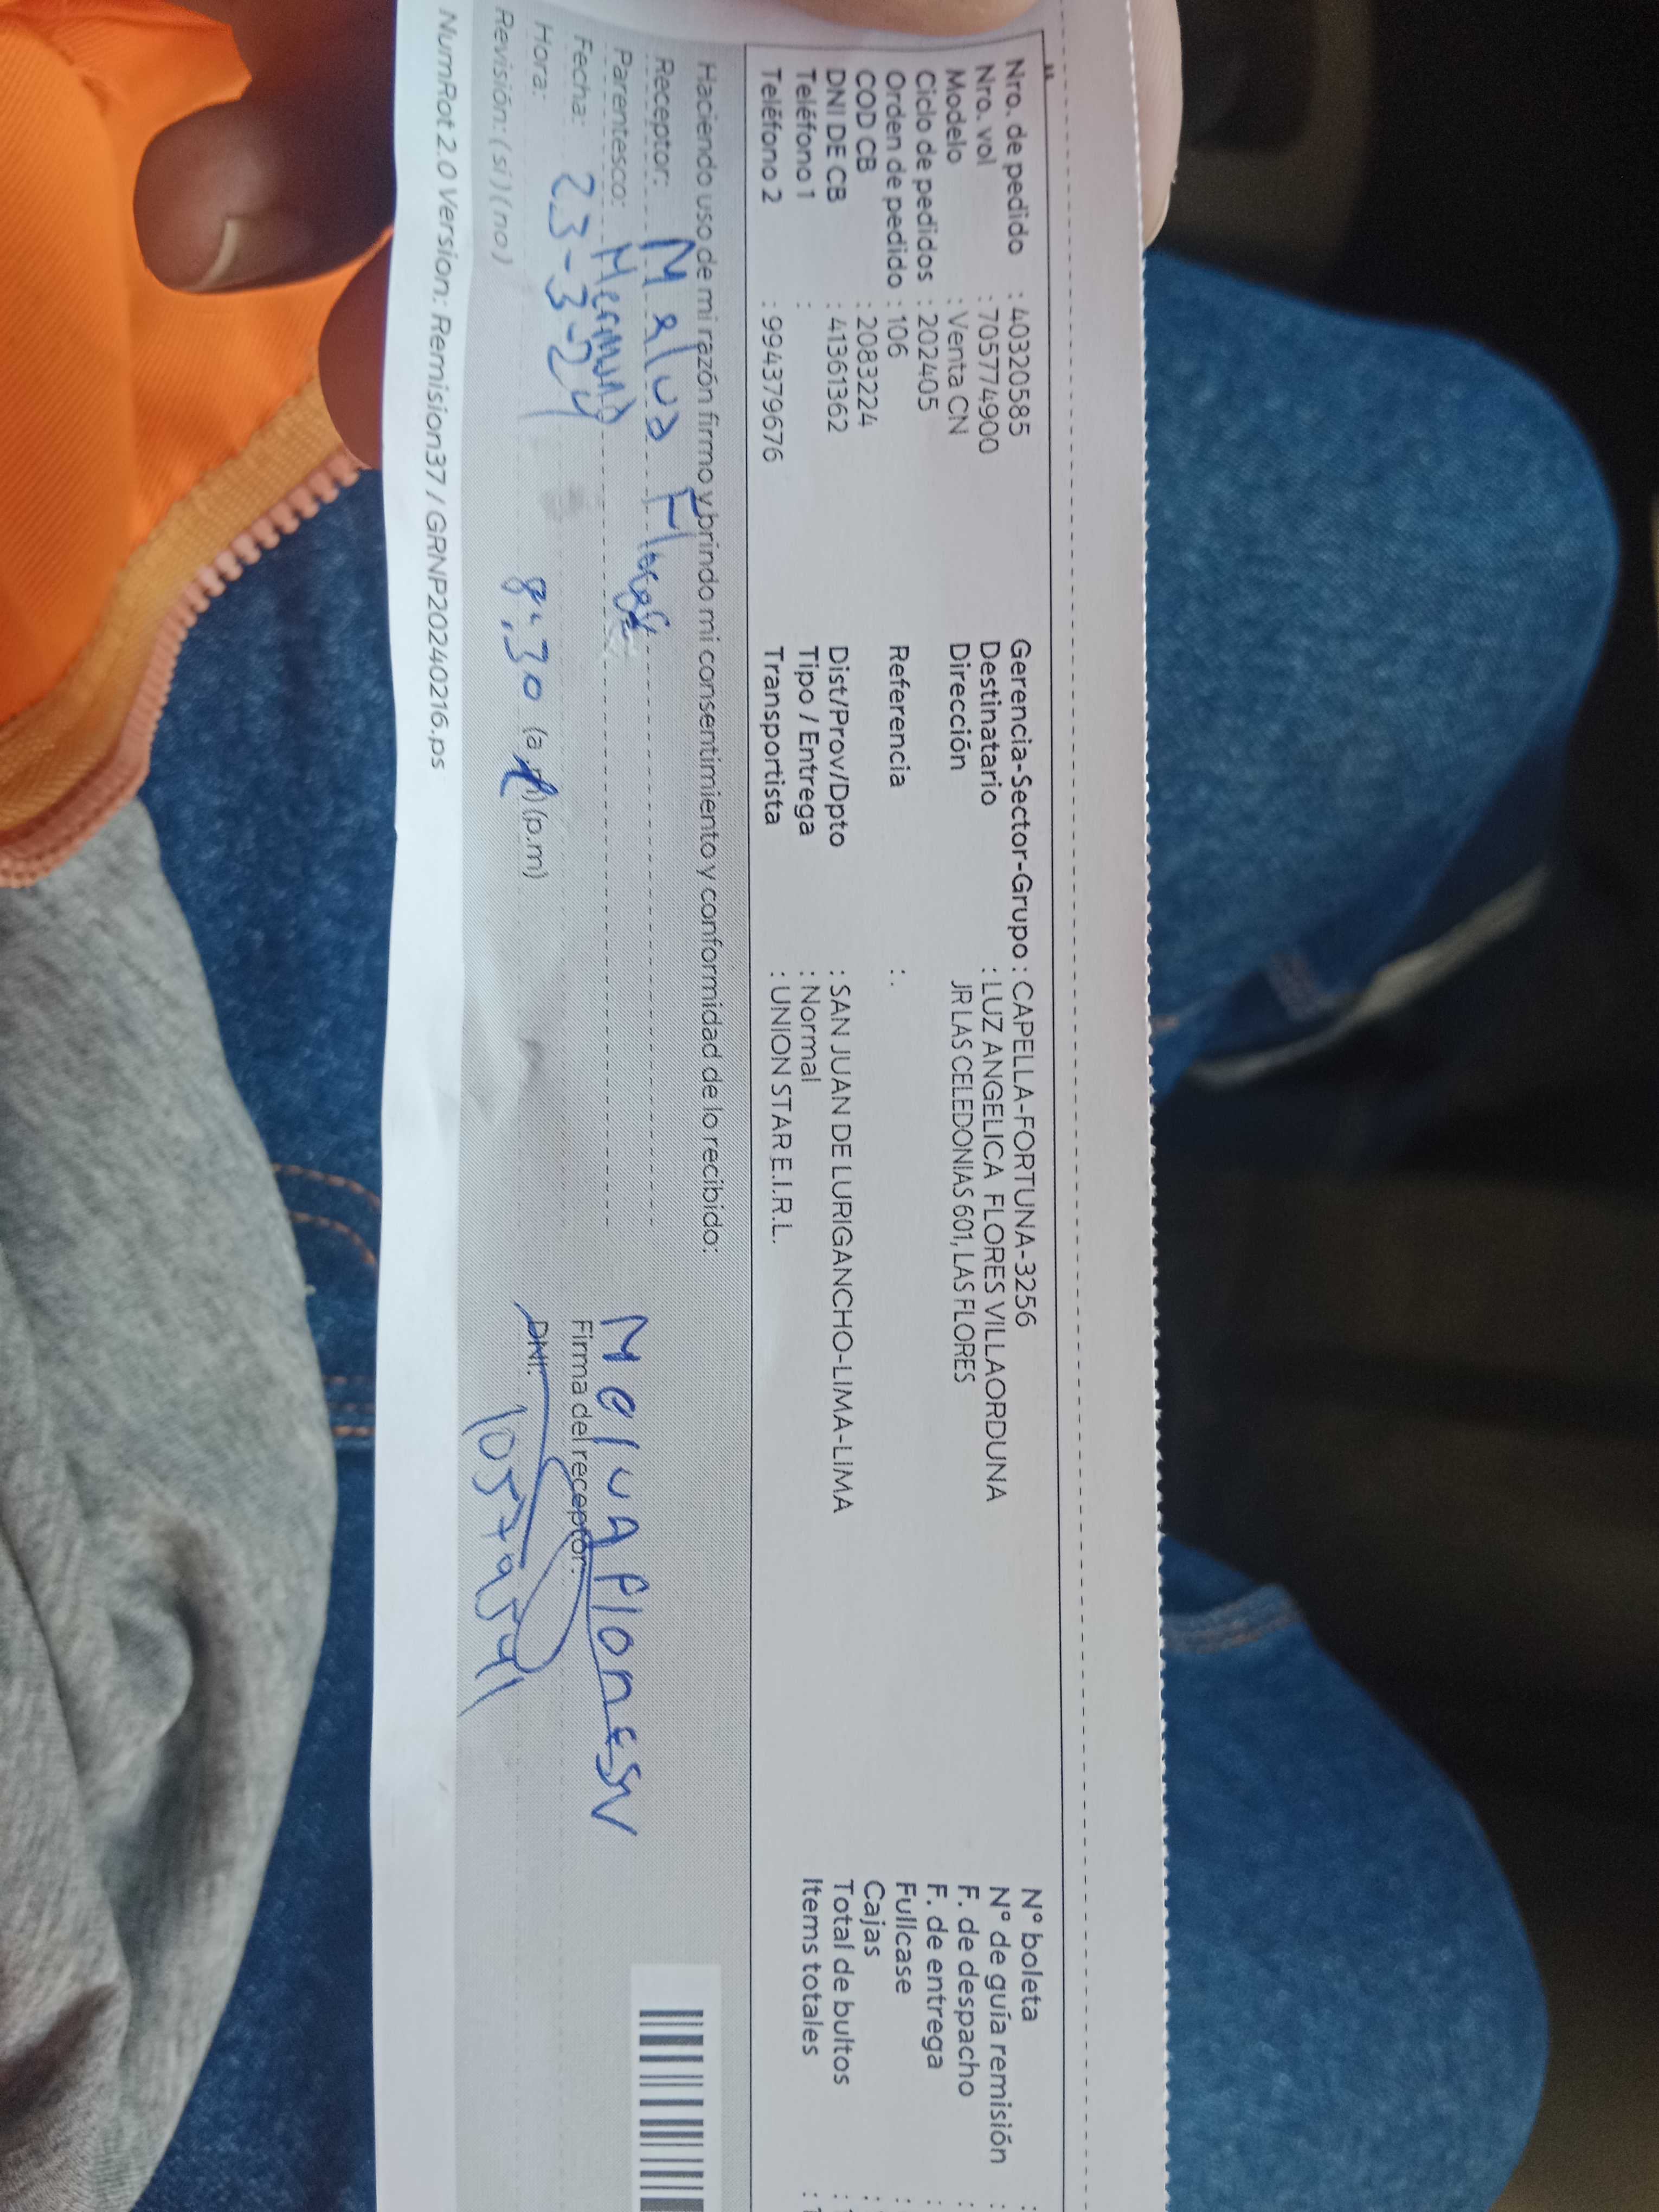 Nro. de pedido : 40320585
Nro. vol : 705774900
Modelo : Venta CN
Ciclo de pedidos : 202405
Orden de pedido : 106
COD CB : 2083224
DNI DE CB : 41361362
Teléfono 1 :
Teléfono 2 : 994379676
Gerencia-Sector-Grupo : CAPELLA-FORTUNA-3256
Destinatario : LUZ ANGELICA FLORES VILLAORDUNA
Dirección JR LAS CELEDONIAS 601, LAS FLORES
Referencia : .
Dist/Prov/Dpto : SAN JUAN DE LURIGANCHO-LIMA-LIMA
Tipo / Entrega : Normal
Transportista : UNION STAR E.I.R.L.
N° boleta :
N° de guía remisión :
F. de despacho :
F. de entrega :
Fullcase :
Cajas :
Total de bultos :
Items totales :
Haciendo uso de mi razón firmo y brindo mi consentimiento y conformidad de lo recibido:
Receptor: Melva Flores
Parentesco: Hermana
Fecha: 23-3-24
Hora: 8:30 (a.m) (p.m)
Revisión: ( si ) ( no )
Firma del receptor:
DNI:
NumRot 2.0 Version: Remision37 / GRNP20240216.ps